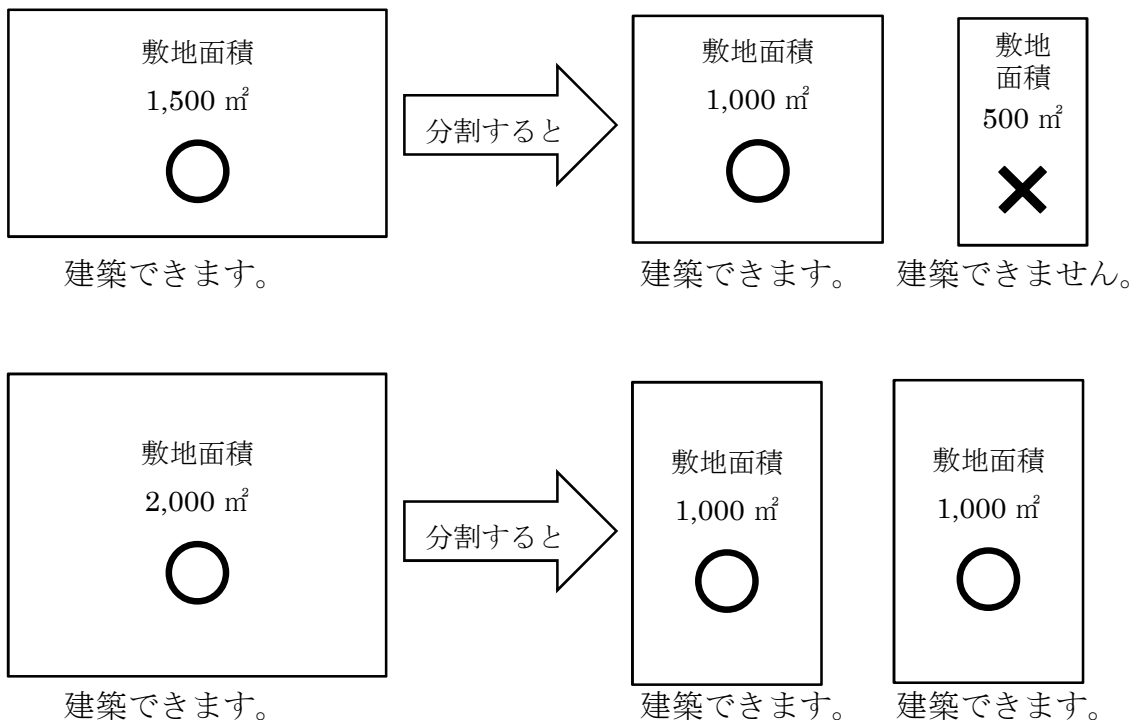 敷地面積
1,500 ㎡
建築できます。
分割すると
敷地面積
1,000 ㎡
建築できます。
敷地
面積
500 ㎡
建築できません。
敷地面積
2,000 ㎡
建築できます。
分割すると
敷地面積
1,000 ㎡
建築できます。
敷地面積
1,000 ㎡
建築できます。